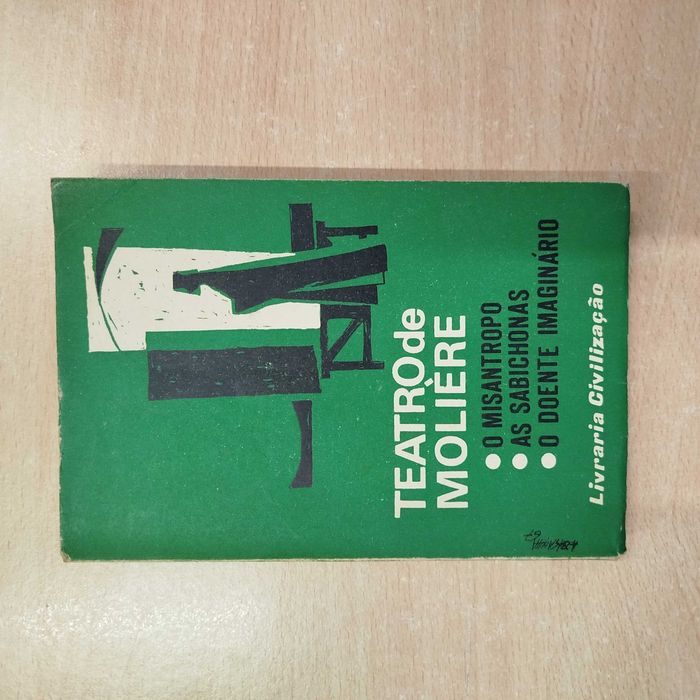 TEATRO de
MOLIÈRE
O MISANTROPO
AS SABICHONAS
O DOENTE IMAGINÁRIO
Livraria Civilização